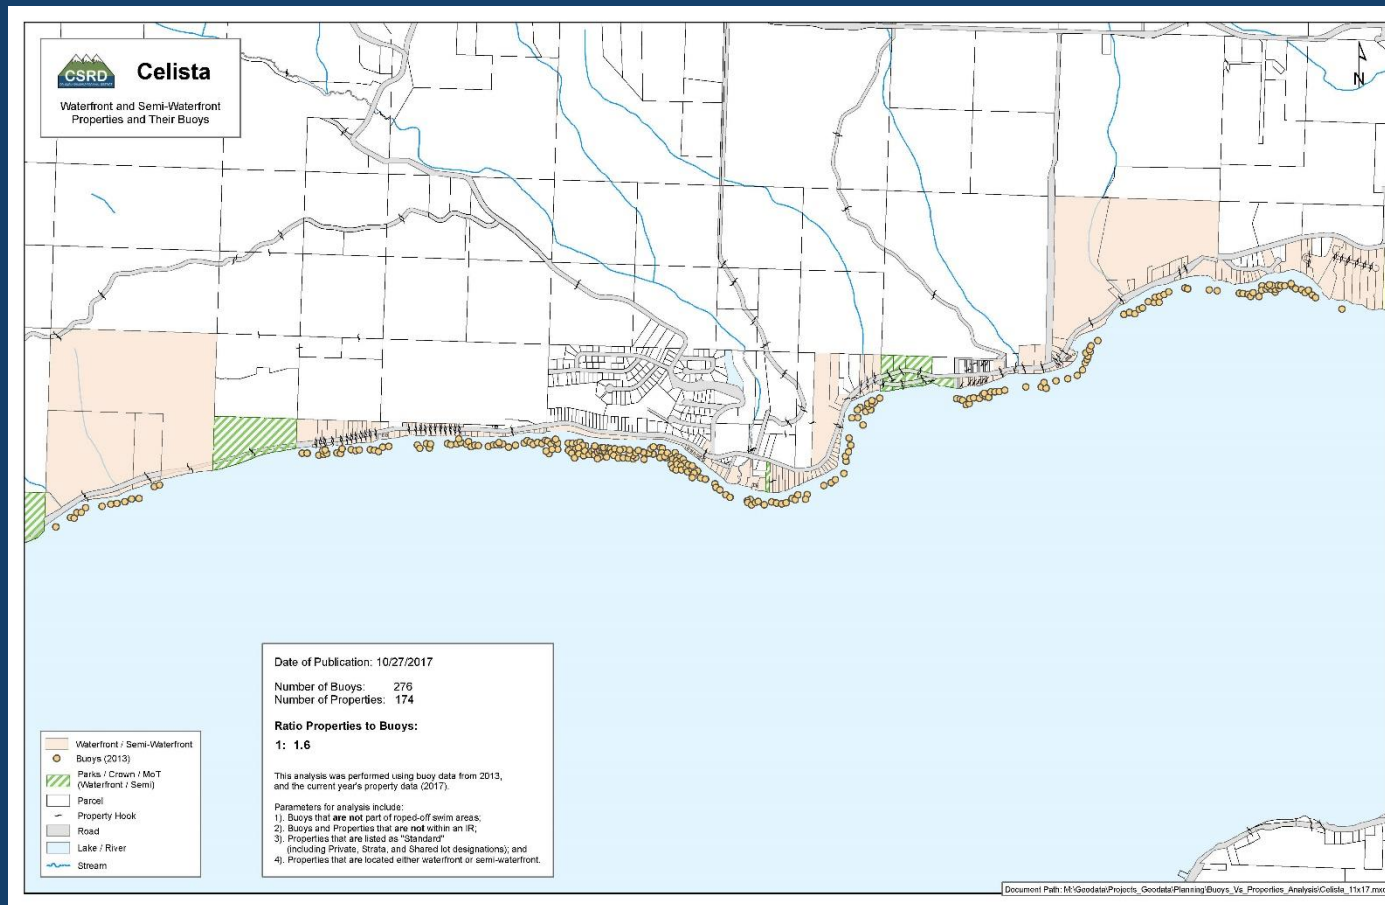 CSRD
Celista
Waterfront and Semi-Waterfront
Properties and Their Buoys
N
Date of Publication: 10/27/2017
Number of Buoys: 276
Number of Properties: 174
Ratio Properties to Buoys:
1: 1.6
This analysis was performed using buoy data from 2013,
and the current year's property data (2017).
Parameters for analysis include:
1). Buoys that are not part of roped-off swim areas;
2). Buoys and Properties that are not within an IR;
3). Properties that are listed as "Standard"
(including Private, Strata, and Shared lot designations); and
4). Properties that are located either waterfront or semi-waterfront.
Waterfront / Semi-Waterfront
Buoys (2013)
Parks / Crown / MoT
(Waterfront / Semi)
Parcel
Property Hook
Road
Lake / River
Stream
Document Path: M:\Geodata\Projects_Geodata\Planning\Buoys_Vs_Properties_Analysis\Celista_11x17.mxd